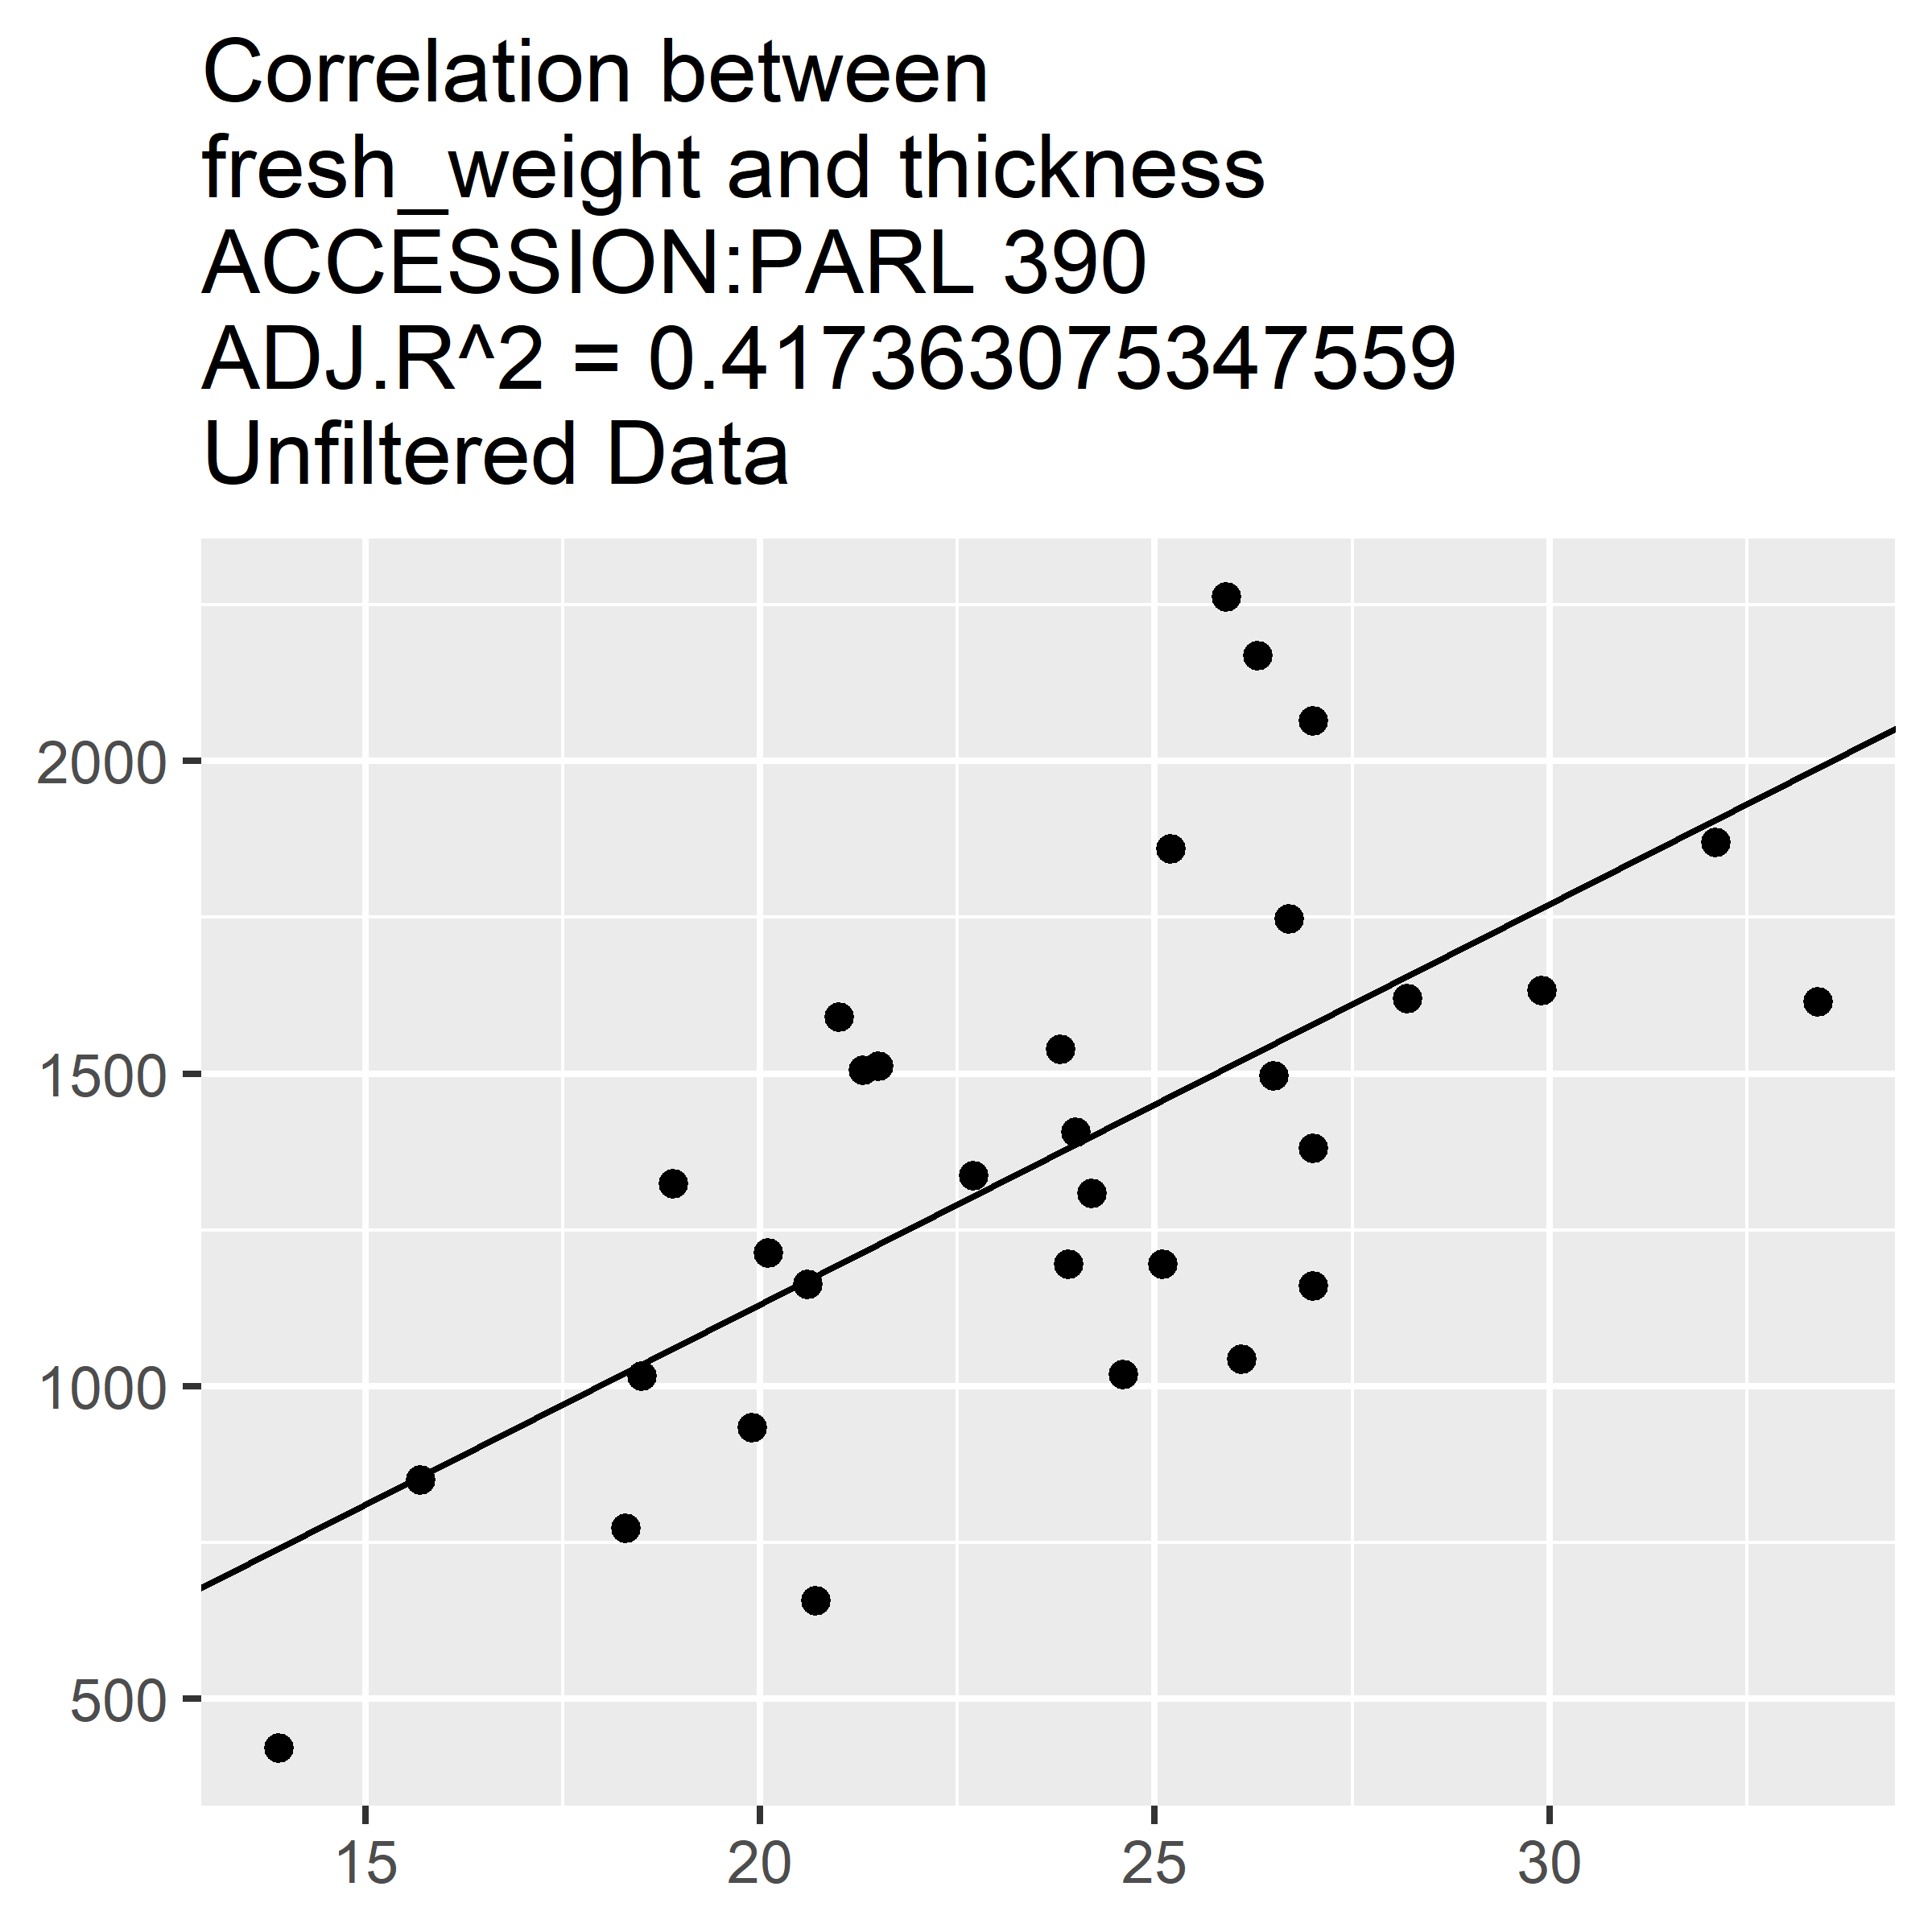 Correlation between
fresh_weight and thickness
ACCESSION:PARL 390
ADJ.R^2 = 0.417363075347559
Unfiltered Data
2000
1500
1000
500
15 20 25 30